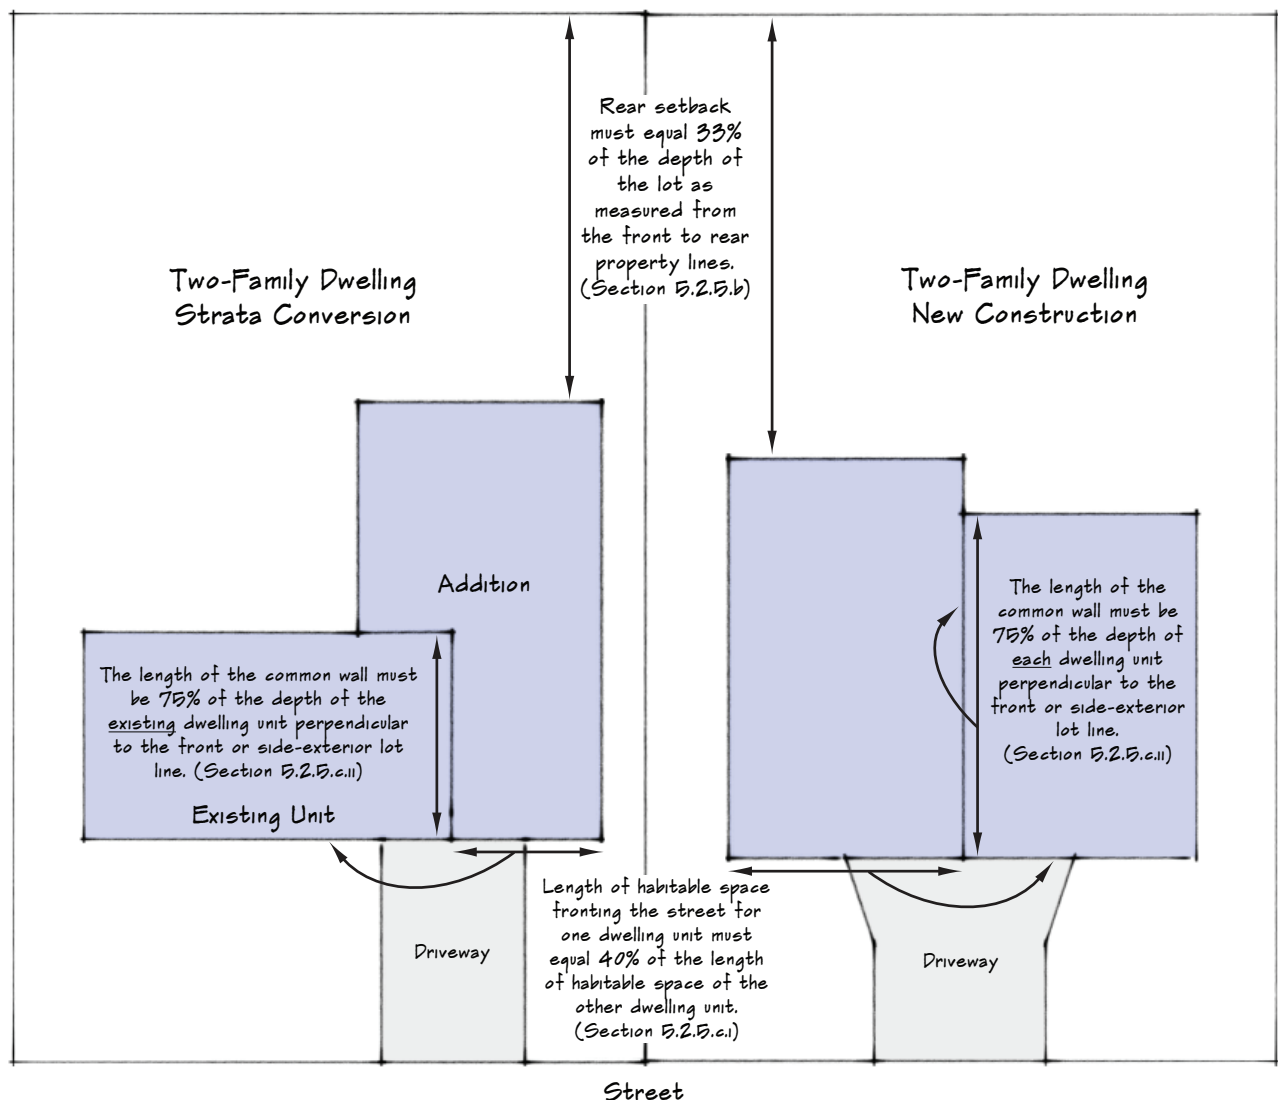 Rear setback
must equal 33%
of the depth of
the lot as
measured from
the front to rear
property lines.
(Section 5.2.5.b)
Two-Family Dwelling
Strata Conversion
Two-Family Dwelling
New Construction
Addition
The length of the common wall must
be 75% of the depth of the
existing dwelling unit perpendicular
to the front or side-exterior lot
line. (Section 5.2.5.c.ii)
Existing Unit
The length of the
common wall must be
75% of the depth of
each dwelling unit
perpendicular to the
front or side-exterior
lot line.
(Section 5.2.5.c.ii)
Length of habitable space
fronting the street for
one dwelling unit must
equal 40% of the length
of habitable space of the
other dwelling unit.
(Section 5.2.5.c.i)
Driveway
Driveway
Street